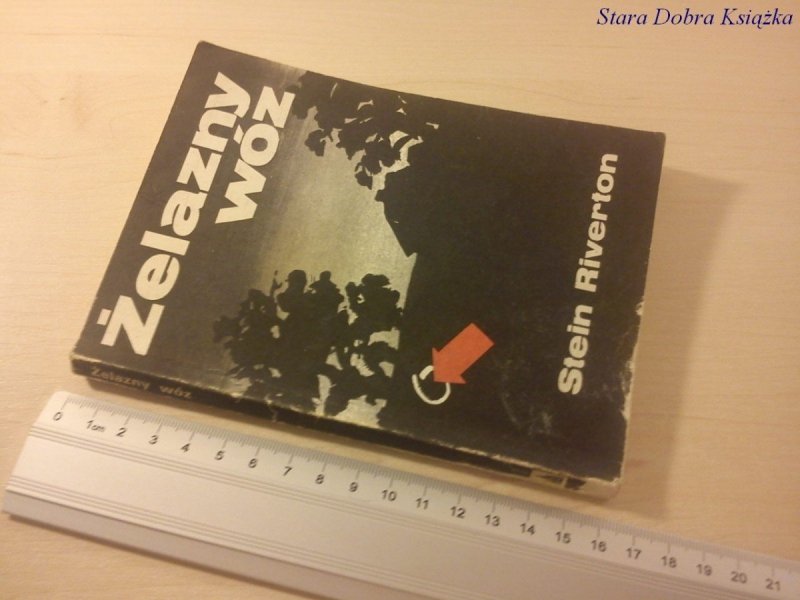 Stara Dobra Książka
Żelazny
wóz
Stein Riverton
Żelazny wóz
0 1cm 2 3 4 5 6 7 8 9 10 11 12 13 14 15 16 17 18 19 20 21